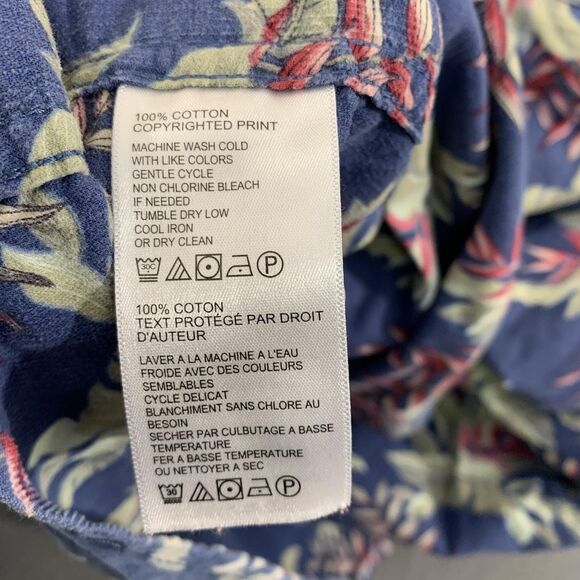 100% COTTON
COPYRIGHTED PRINT
MACHINE WASH COLD
WITH LIKE COLORS
GENTLE CYCLE
NON CHLORINE BLEACH
IF NEEDED
TUMBLE DRY LOW
COOL IRON
OR DRY CLEAN
30C P
100% COTON
TEXT PROTÉGÉ PAR DROIT
D'AUTEUR
LAVER A LA MACHINE A L'EAU
FROIDE AVEC DES COULEURS
SEMBLABLES
CYCLE DELICAT
BLANCHIMENT SANS CHLORE AU
BESOIN
SECHER PAR CULBUTAGE A BASSE
TEMPERATURE
FER A BASSE TEMPERATURE
OU NETTOYER A SEC
30 P